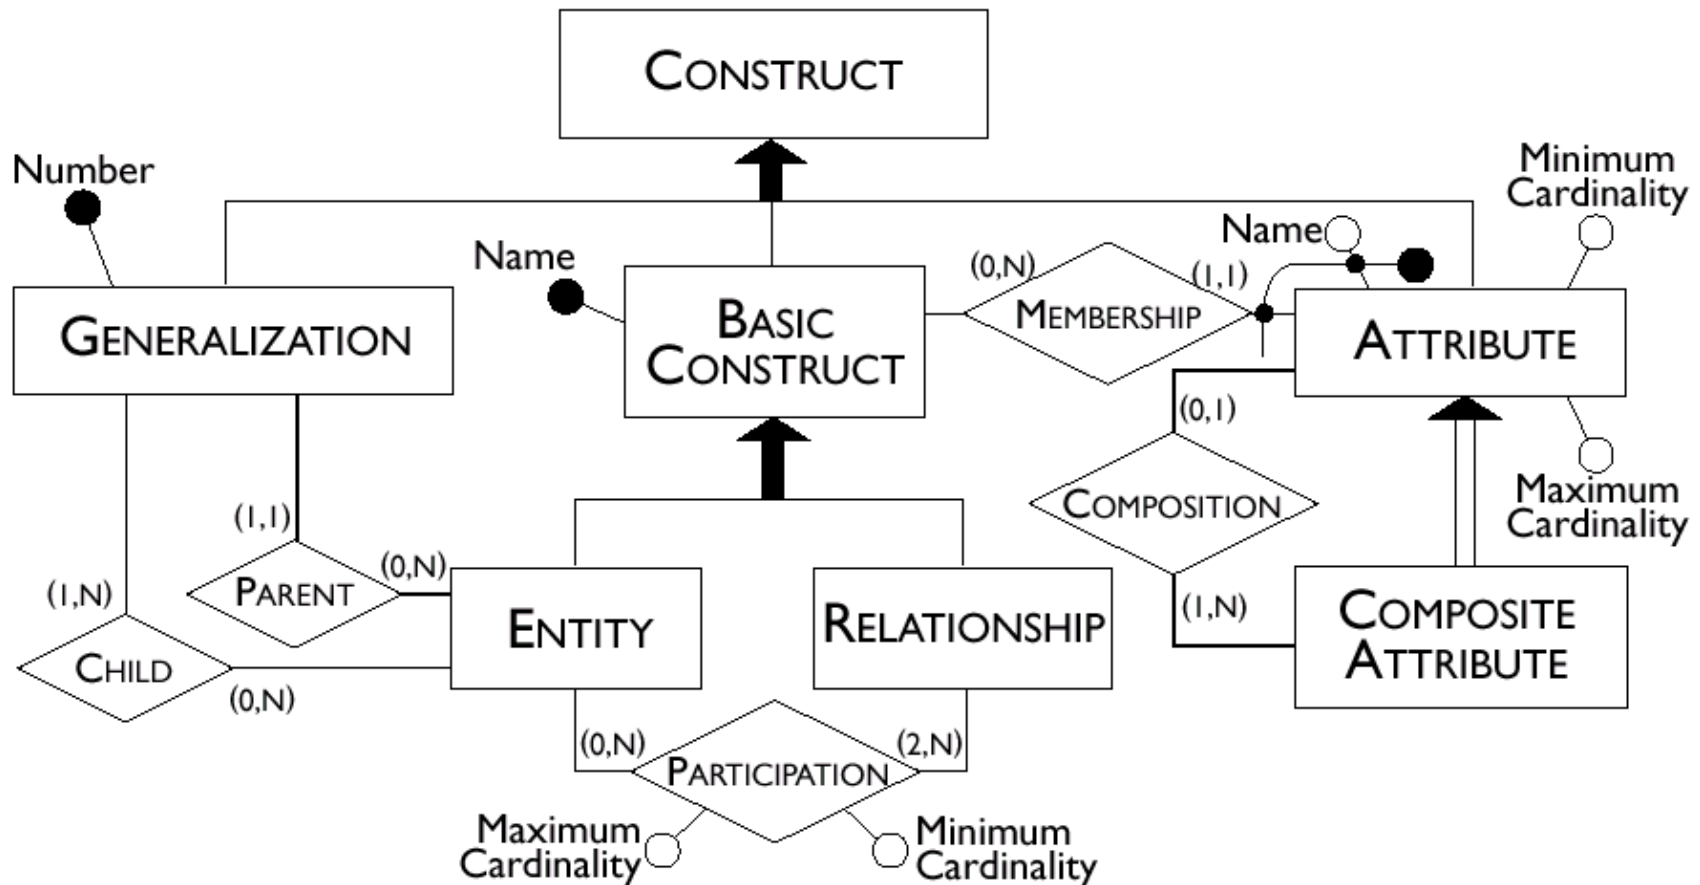 CONSTRUCT
Number
Minimum
Cardinality
Name
Name
(0,N)
(1,1)
GENERALIZATION
BASIC
CONSTRUCT
MEMBERSHIP
ATTRIBUTE
(0,1)
COMPOSITION
Maximum
Cardinality
(1,1)
(0,N)
PARENT
(1,N)
CHILD
(0,N)
ENTITY
RELATIONSHIP
(1,N)
COMPOSITE
ATTRIBUTE
(0,N)
(2,N)
PARTICIPATION
Maximum
Cardinality
Minimum
Cardinality